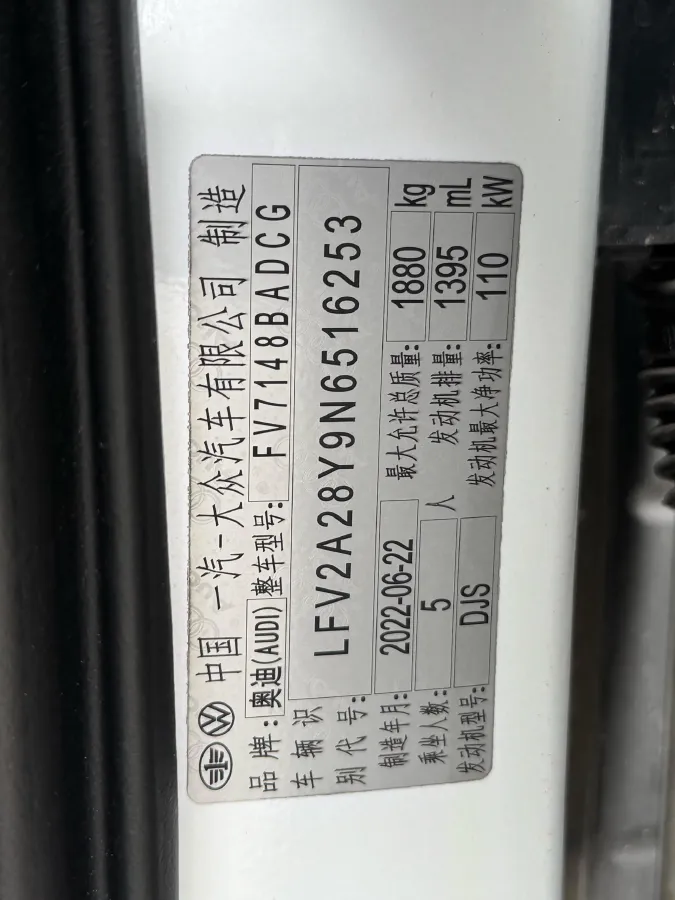 中国 一汽-大众汽车有限公司 制造
品牌: 奥迪(AUDI) 整车型号: FV7148BADCG
车辆识别代号: LFV2A28Y9N6516253
制造年月: 2022-06-22 最大允许总质量: 1880 kg
乘坐人数: 5 人 发动机排量: 1395 mL
发动机型号: DJS 发动机最大净功率: 110 kW